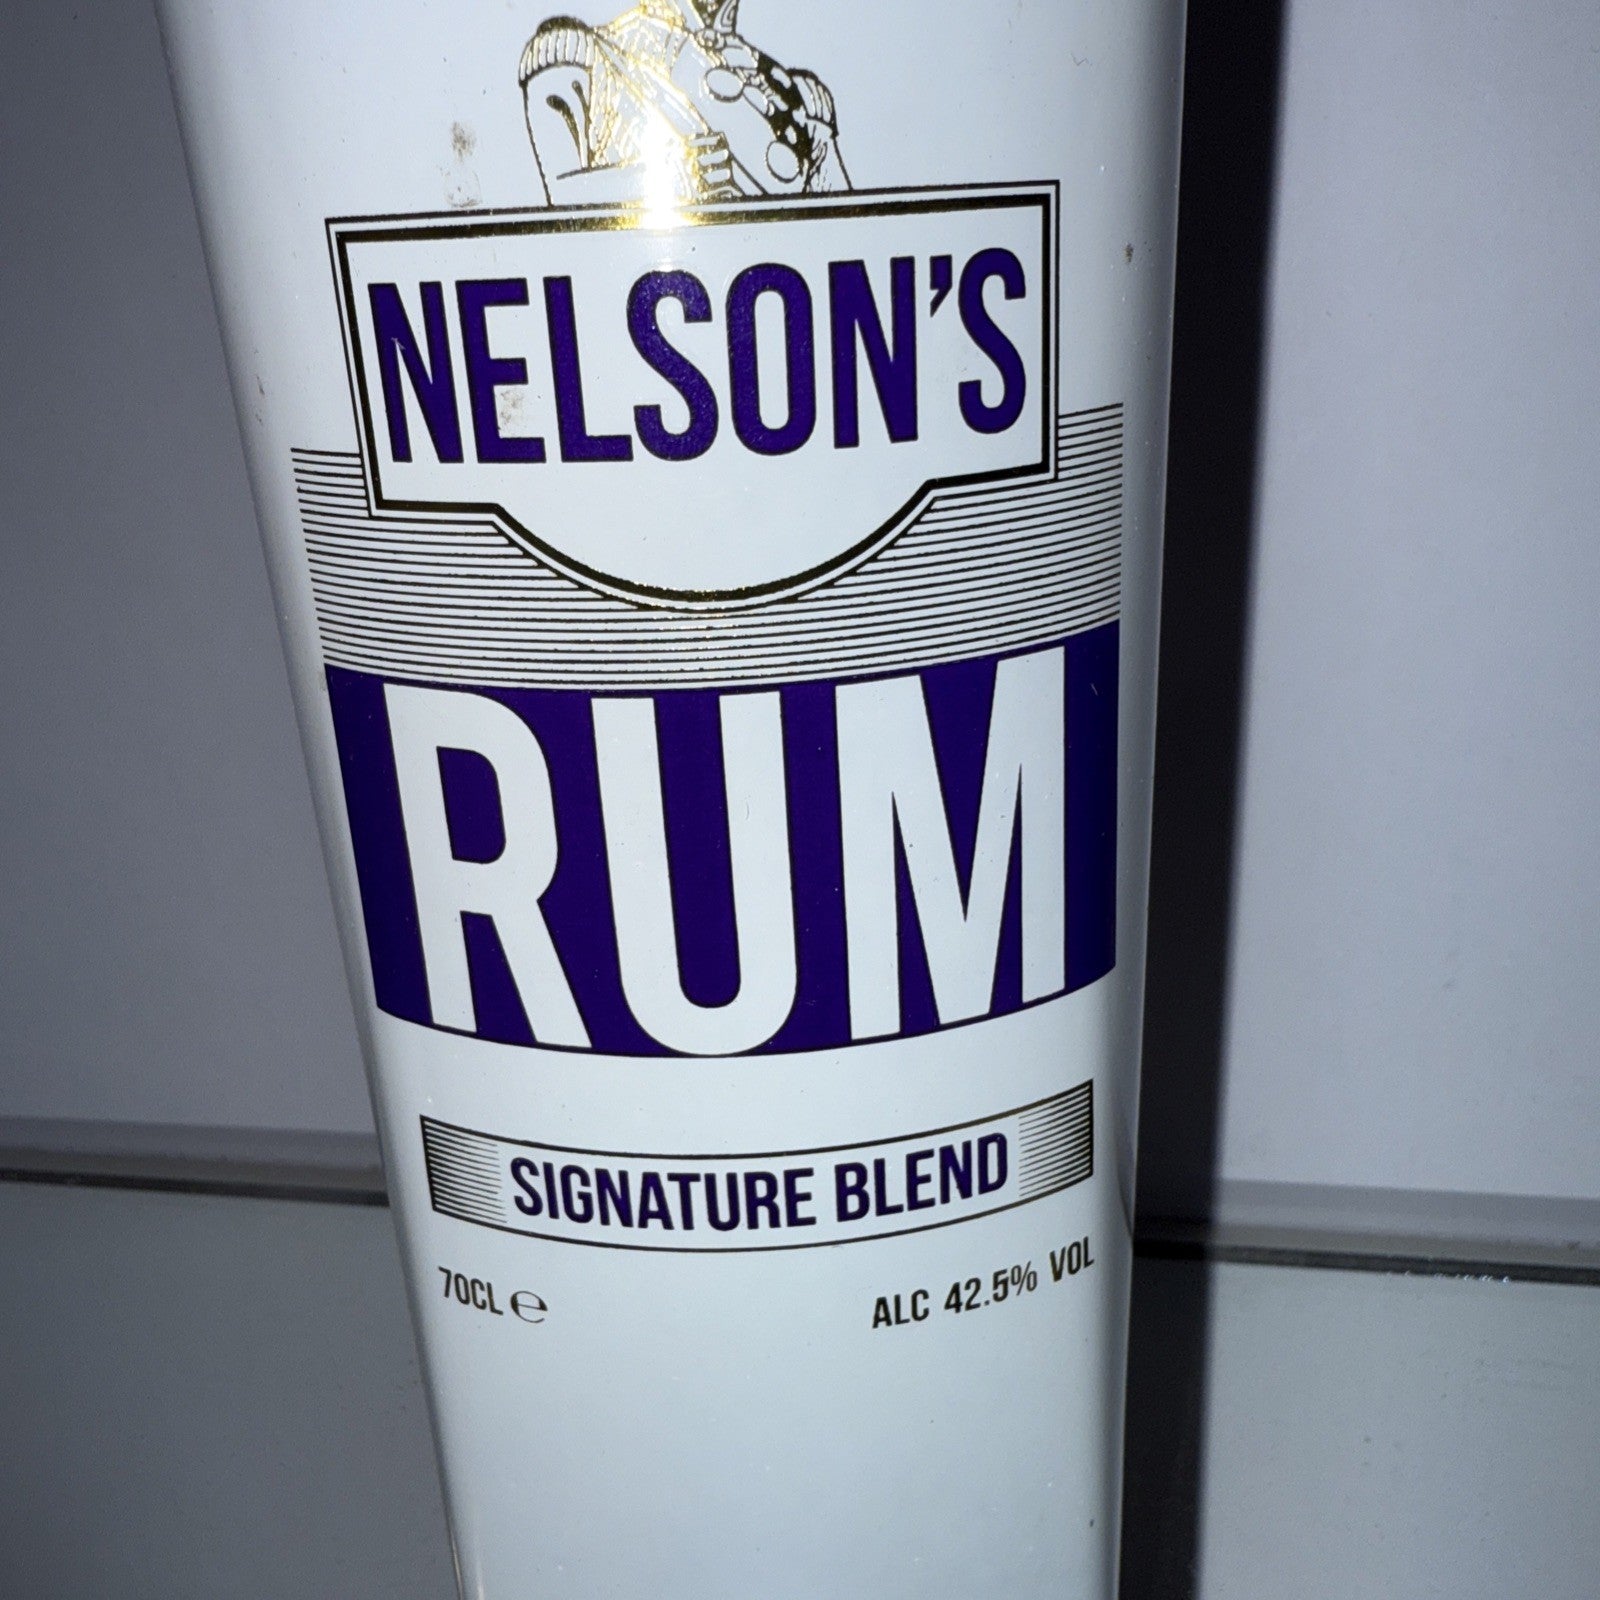 NELSON'S
RUM
SIGNATURE BLEND
70CL ℮
ALC 42.5% VOL